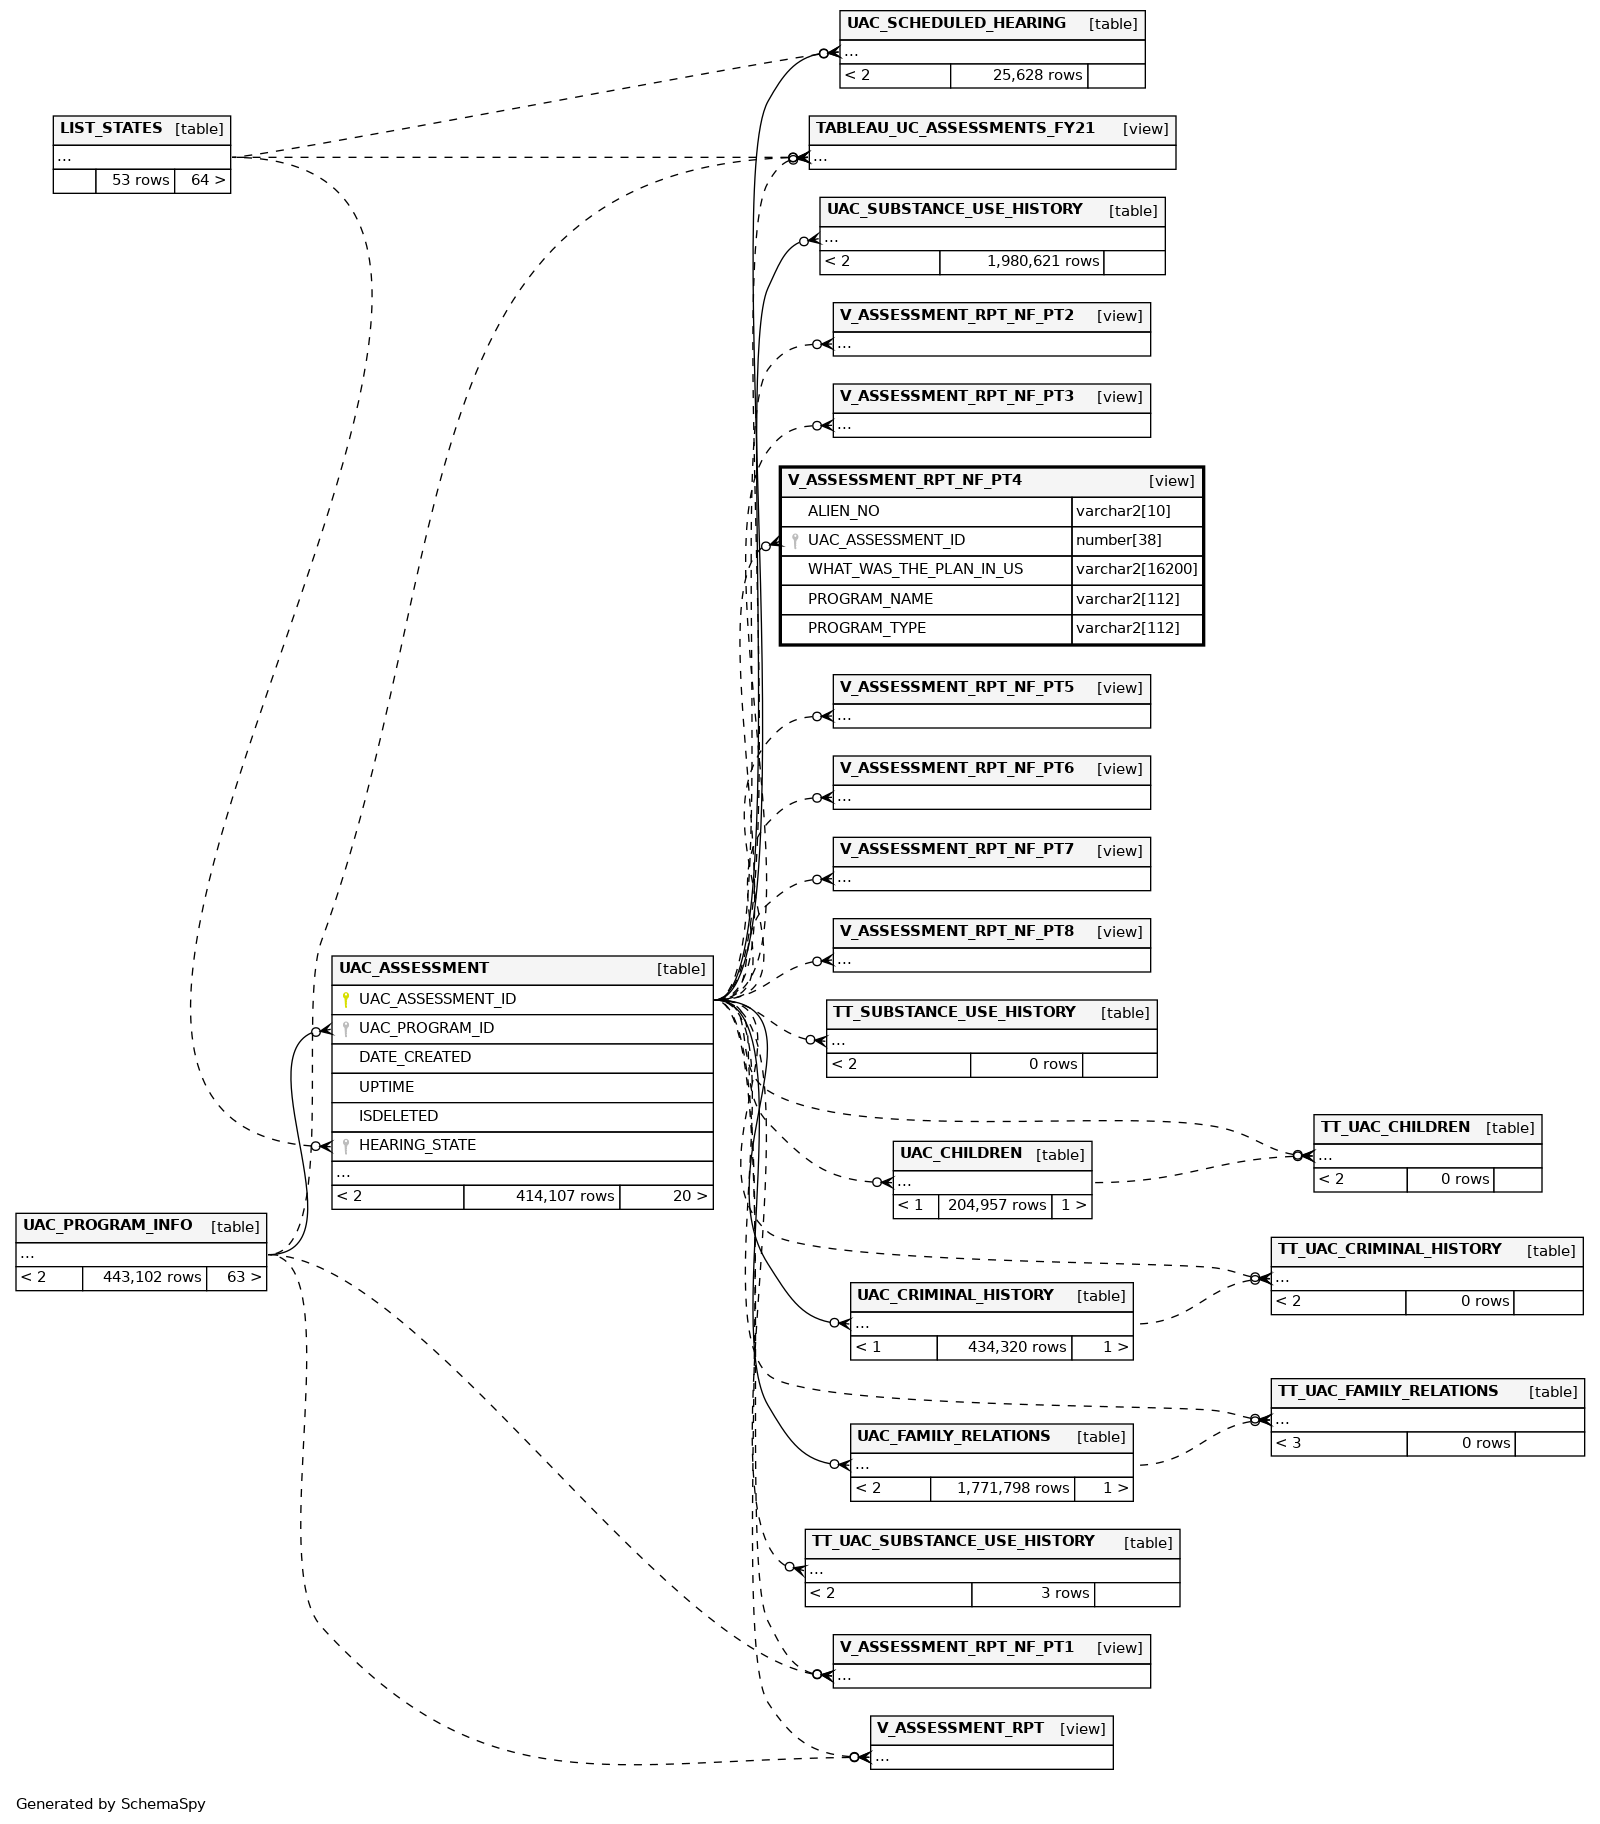 UAC_SCHEDULED_HEARING [table]
...
< 2 25,628 rows
LIST_STATES [table]
...
53 rows 64 >
TABLEAU_UC_ASSESSMENTS_FY21 [view]
...
UAC_SUBSTANCE_USE_HISTORY [table]
...
< 2 1,980,621 rows
V_ASSESSMENT_RPT_NF_PT2 [view]
...
V_ASSESSMENT_RPT_NF_PT3 [view]
...
V_ASSESSMENT_RPT_NF_PT4 [view]
ALIEN_NO varchar2[10]
UAC_ASSESSMENT_ID number[38]
WHAT_WAS_THE_PLAN_IN_US varchar2[16200]
PROGRAM_NAME varchar2[112]
PROGRAM_TYPE varchar2[112]
V_ASSESSMENT_RPT_NF_PT5 [view]
...
V_ASSESSMENT_RPT_NF_PT6 [view]
...
V_ASSESSMENT_RPT_NF_PT7 [view]
...
V_ASSESSMENT_RPT_NF_PT8 [view]
...
UAC_ASSESSMENT [table]
UAC_ASSESSMENT_ID
UAC_PROGRAM_ID
DATE_CREATED
UPTIME
ISDELETED
HEARING_STATE
...
< 2 414,107 rows 20 >
TT_SUBSTANCE_USE_HISTORY [table]
...
< 2 0 rows
TT_UAC_CHILDREN [table]
...
< 2 0 rows
UAC_CHILDREN [table]
...
< 1 204,957 rows 1 >
UAC_PROGRAM_INFO [table]
...
< 2 443,102 rows 63 >
TT_UAC_CRIMINAL_HISTORY [table]
...
< 2 0 rows
UAC_CRIMINAL_HISTORY [table]
...
< 1 434,320 rows 1 >
TT_UAC_FAMILY_RELATIONS [table]
...
< 3 0 rows
UAC_FAMILY_RELATIONS [table]
...
< 2 1,771,798 rows 1 >
TT_UAC_SUBSTANCE_USE_HISTORY [table]
...
< 2 3 rows
V_ASSESSMENT_RPT_NF_PT1 [view]
...
V_ASSESSMENT_RPT [view]
...
Generated by SchemaSpy